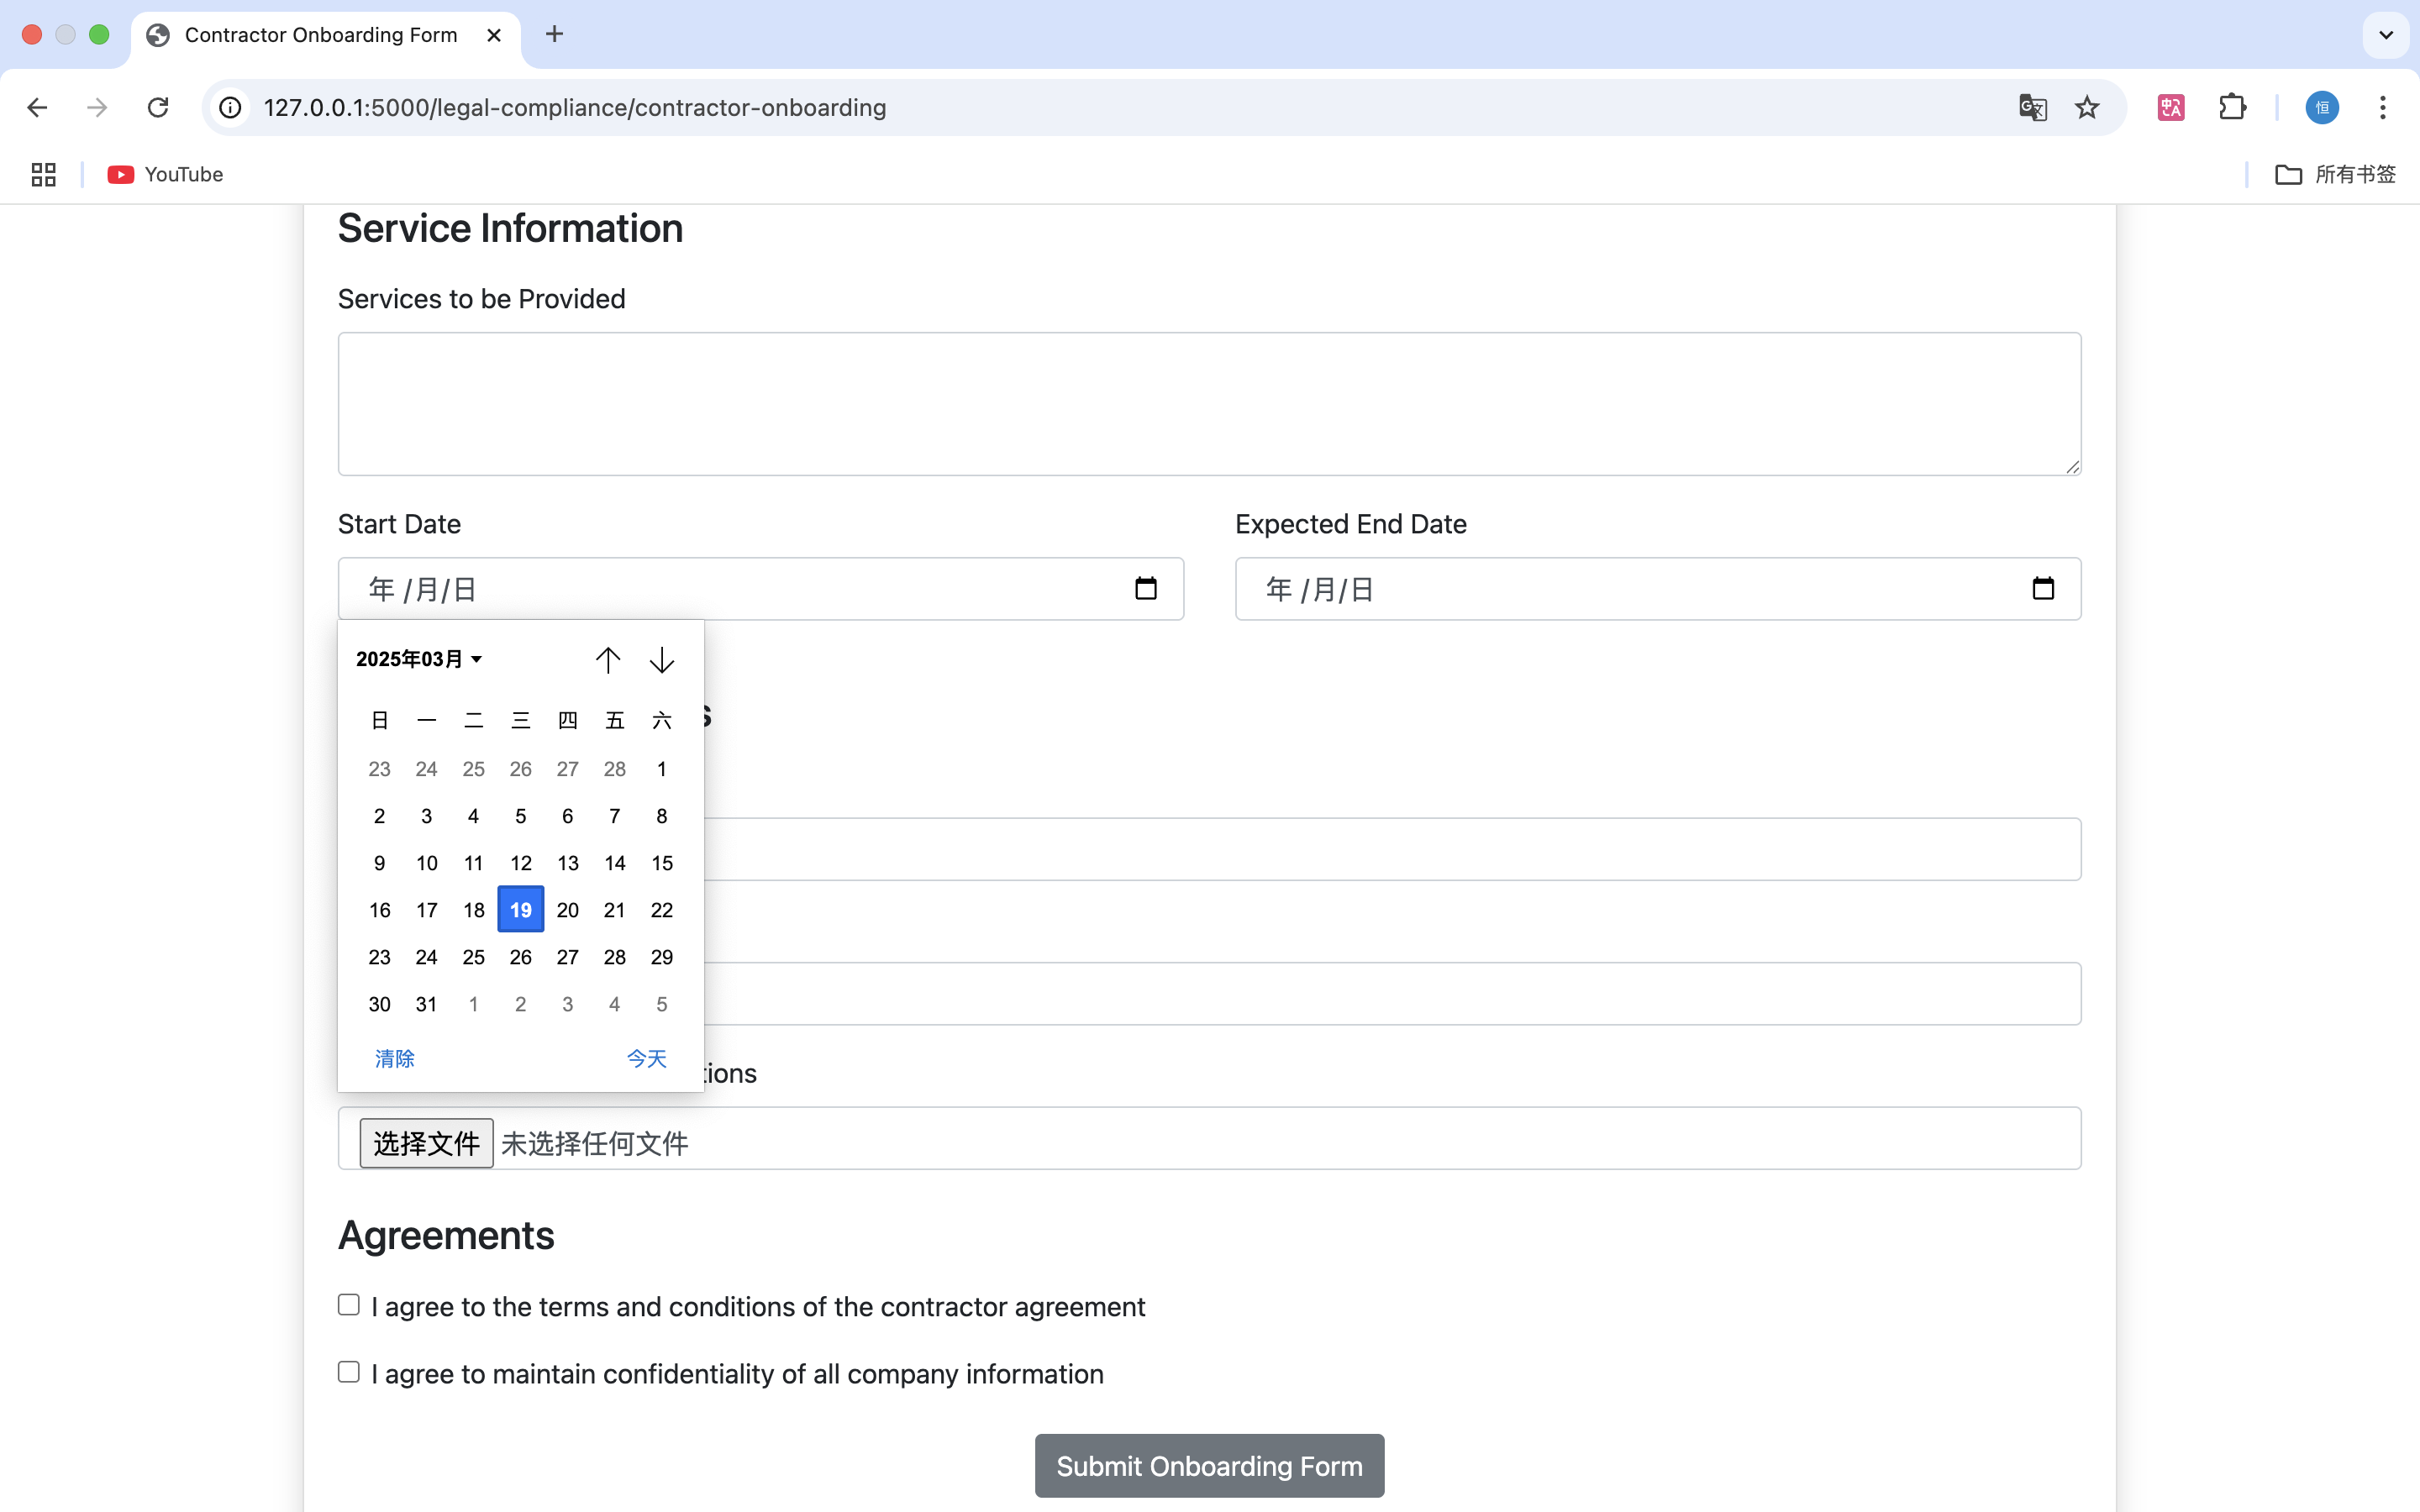 Contractor Onboarding Form
127.0.0.1:5000/legal-compliance/contractor-onboarding
恒
YouTube
所有书签
Service Information
Services to be Provided
Start Date
Expected End Date
年 /月/日
年 /月/日
2025年03月
s
日 一 二 三 四 五 六
23 24 25 26 27 28 1
2 3 4 5 6 7 8
9 10 11 12 13 14 15
16 17 18 19 20 21 22
23 24 25 26 27 28 29
30 31 1 2 3 4 5
清除 今天
tions
选择文件 未选择任何文件
Agreements
I agree to the terms and conditions of the contractor agreement
I agree to maintain confidentiality of all company information
Submit Onboarding Form